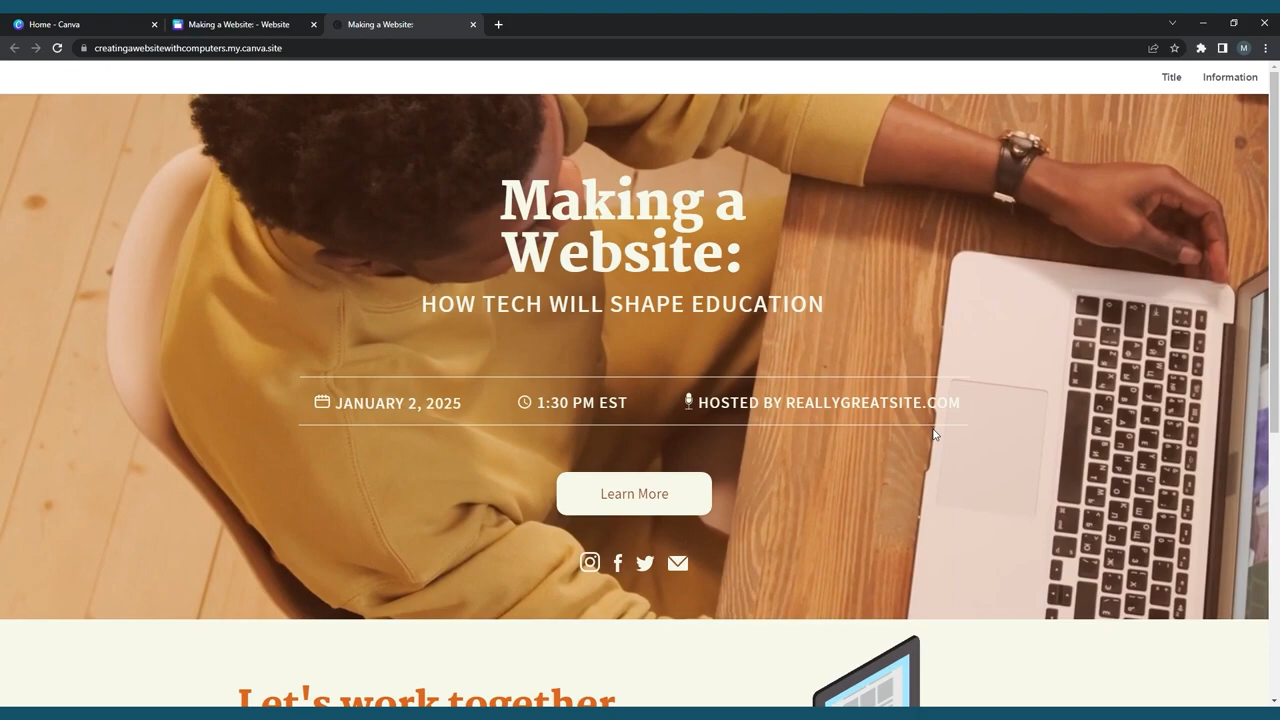 Home - Canva
Making a Website: - Website
Making a Website:
creatingawebsitewithcomputers.my.canva.site
M
Title
Information
Making a
Website:
HOW TECH WILL SHAPE EDUCATION
JANUARY 2, 2025
1:30 PM EST
HOSTED BY REALLYGREATSITE.COM
Learn More
Let's work together